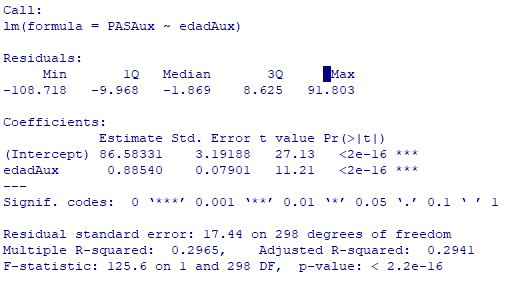 Call:
lm(formula = PASAux ~ edadAux)
Residuals:
     Min       1Q   Median       3Q      Max
-108.718   -9.968   -1.869    8.625   91.803
Coefficients:
            Estimate Std. Error t value Pr(>|t|)
(Intercept) 86.58331    3.19188   27.13   <2e-16 ***
edadAux      0.88540    0.07901   11.21   <2e-16 ***
---
Signif. codes:  0 ‘***’ 0.001 ‘**’ 0.01 ‘*’ 0.05 ‘.’ 0.1 ‘ ’ 1
Residual standard error: 17.44 on 298 degrees of freedom
Multiple R-squared:  0.2965,    Adjusted R-squared:  0.2941
F-statistic: 125.6 on 1 and 298 DF,  p-value: < 2.2e-16